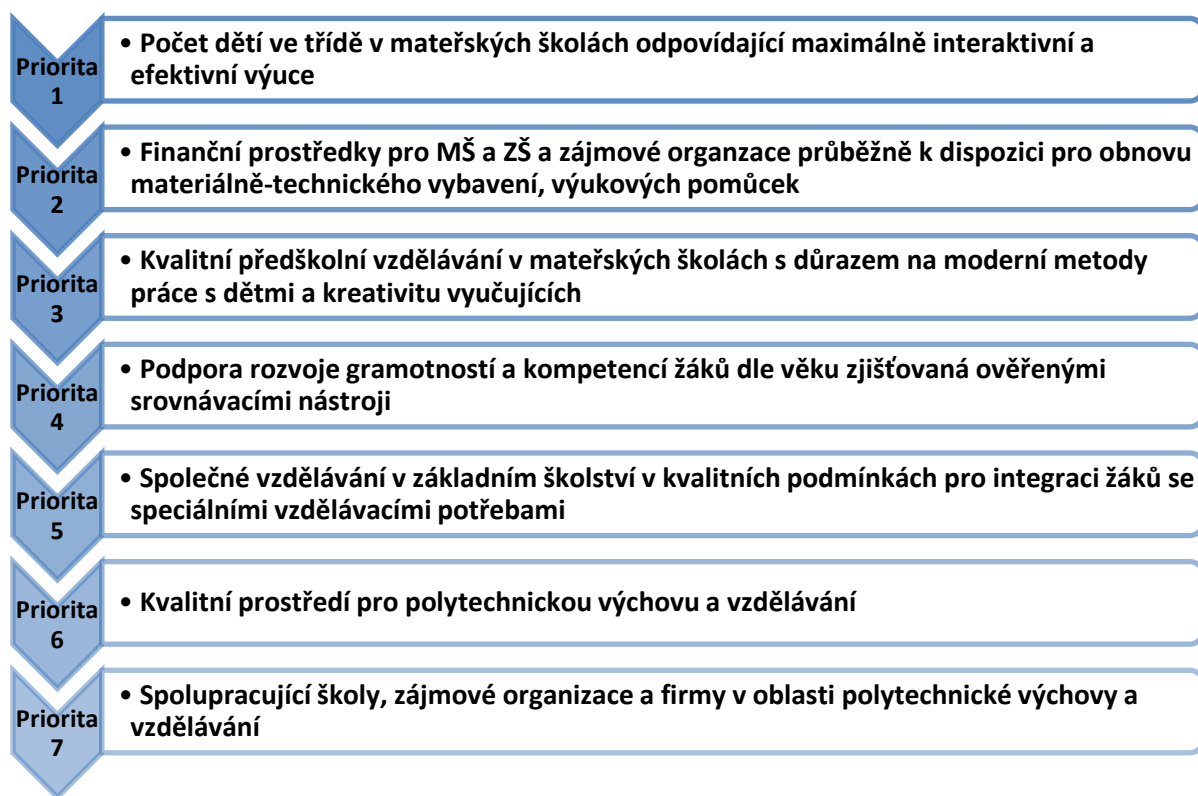 Priorita
1
• Počet dětí ve třídě v mateřských školách odpovídající maximálně interaktivní a
efektivní výuce
Priorita
2
• Finanční prostředky pro MŠ a ZŠ a zájmové organzace průběžně k dispozici pro obnovu
materiálně-technického vybavení, výukových pomůcek
Priorita
3
• Kvalitní předškolní vzdělávání v mateřských školách s důrazem na moderní metody
práce s dětmi a kreativitu vyučujících
Priorita
4
• Podpora rozvoje gramotností a kompetencí žáků dle věku zjišťovaná ověřenými
srovnávacími nástroji
Priorita
5
• Společné vzdělávání v základním školství v kvalitních podmínkách pro integraci žáků se
speciálními vzdělávacími potřebami
Priorita
6
• Kvalitní prostředí pro polytechnickou výchovu a vzdělávání
Priorita
7
• Spolupracující školy, zájmové organizace a firmy v oblasti polytechnické výchovy a
vzdělávání